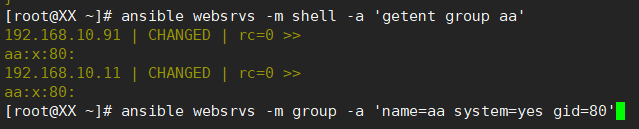 [root@XX ~]# ansible websrvs -m shell -a 'getent group aa'
192.168.10.91 | CHANGED | rc=0 >>
aa:x:80:
192.168.10.11 | CHANGED | rc=0 >>
aa:x:80:
[root@XX ~]# ansible websrvs -m group -a 'name=aa system=yes gid=80'